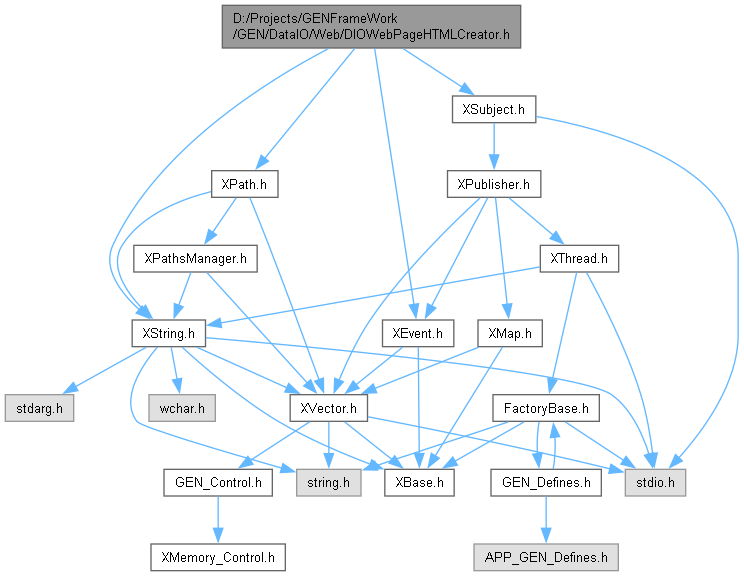 D:/Projects/GENFrameWork
/GEN/DataIO/Web/DIOWebPageHTMLCreator.h
XSubject.h
XPath.h
XPublisher.h
XPathsManager.h
XThread.h
XString.h
XEvent.h
XMap.h
stdarg.h
wchar.h
XVector.h
FactoryBase.h
GEN_Control.h
string.h
XBase.h
GEN_Defines.h
stdio.h
XMemory_Control.h
APP_GEN_Defines.h